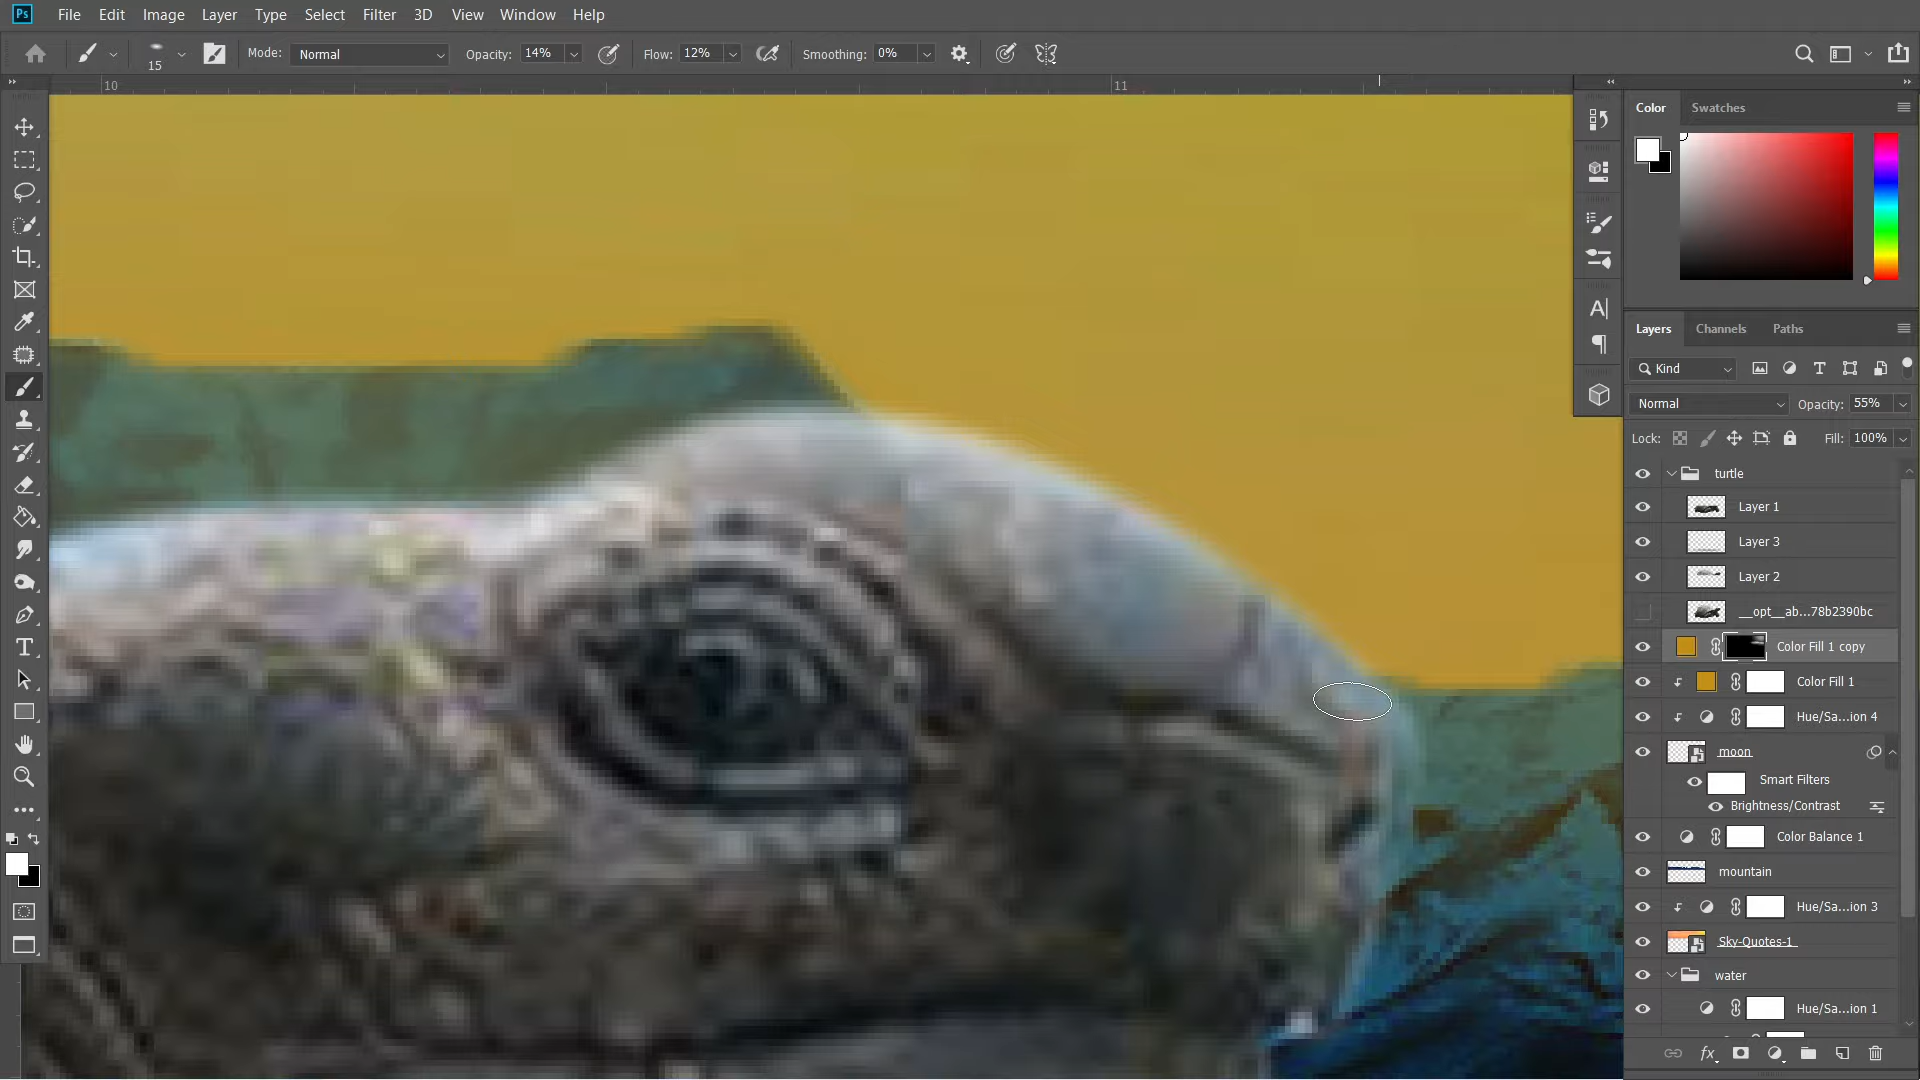 Ps File Edit Image Layer Type Select Filter 3D View Window Help
15 Mode: Normal Opacity: 14% Flow: 12% Smoothing: 0%
10 11
Color Swatches
Layers Channels Paths
Kind
Normal Opacity: 55%
Lock: Fill: 100%
turtle
Layer 1
Layer 3
Layer 2
__opt__ab...78b2390bc
Color Fill 1 copy
Color Fill 1
Hue/Sa...ion 4
moon
Smart Filters
Brightness/Contrast
Color Balance 1
mountain
Hue/Sa...ion 3
Sky-Quotes-1
water
Hue/Sa...ion 1
fx